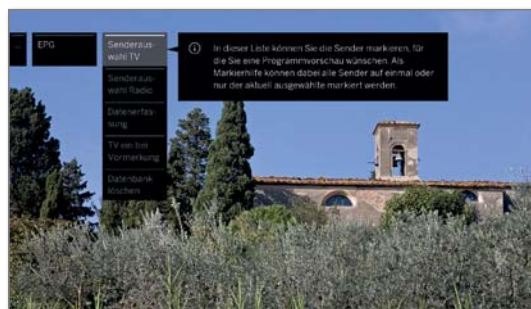 EPG
Senderaus-
wahl TV
Senderaus-
wahl Radio
Datenerfas-
sung
TV ein bei
Vormerkung
Datenbank
löschen
In dieser Liste können Sie die Sender markieren, für
die Sie eine Programmvorschau wünschen. Als
Markierhilfe können dabei alle Sender auf einmal oder
nur der aktuell ausgewählte markiert werden.